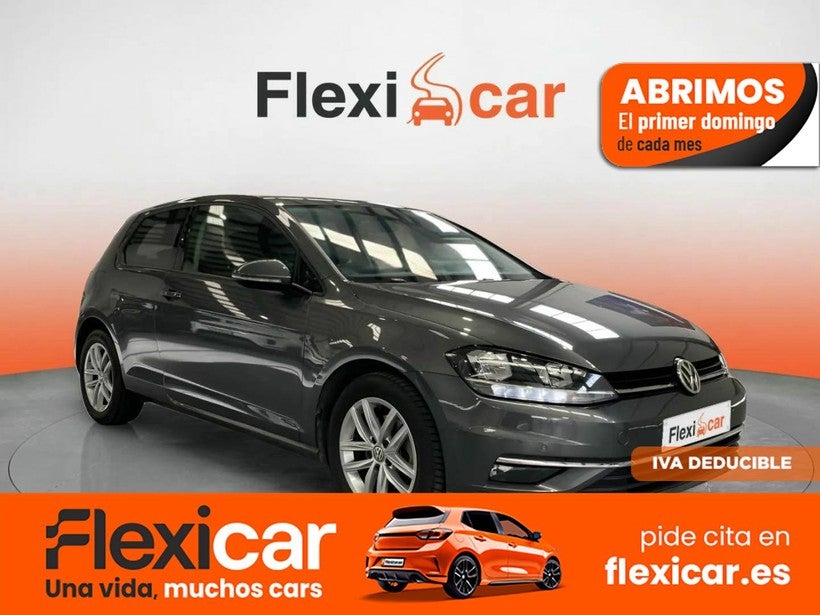 Flexicar
ABRIMOS
El primer domingo
de cada mes
Flexicar
IVA DEDUCIBLE
Flexicar
Una vida, muchos cars
pide cita en
flexicar.es